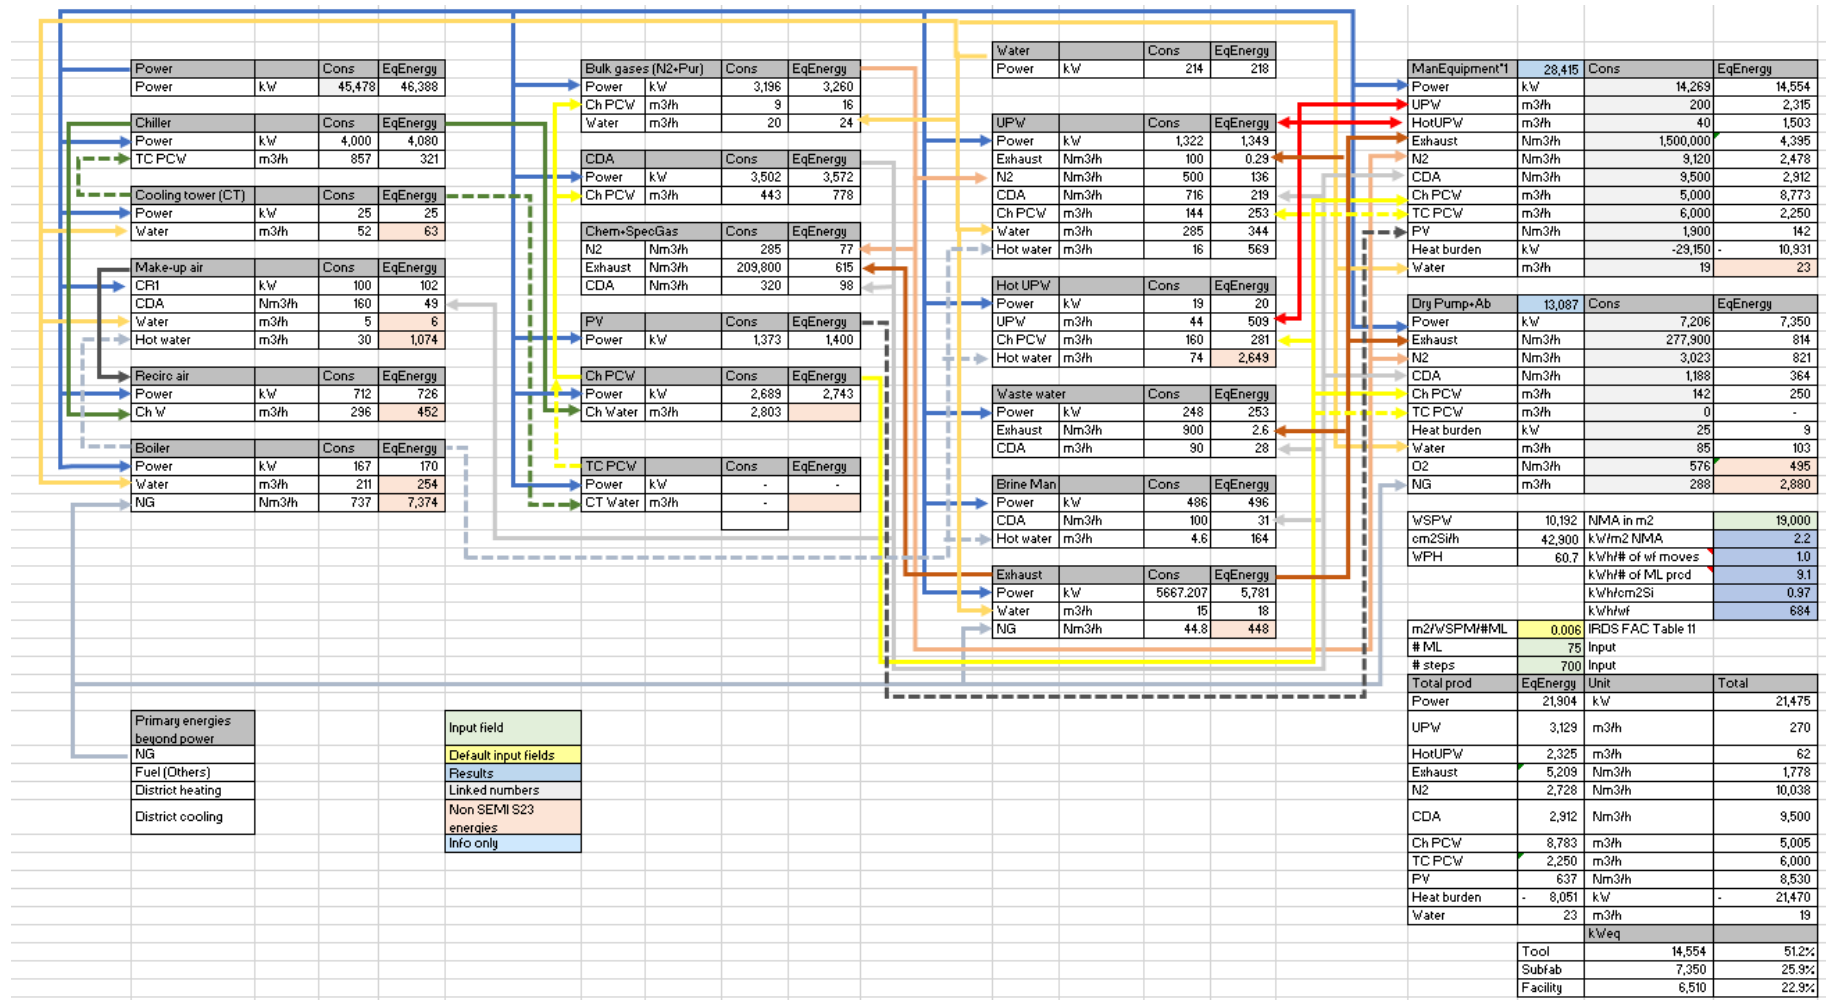 Power Cons EqEnergy
Power kW 45,478 46,388
Chiller Cons EqEnergy
Power kW 4,000 4,080
TC PCW m3/h 857 321
Cooling tower (CT) Cons EqEnergy
Power kW 25 25
Water m3/h 52 63
Make-up air Cons EqEnergy
CR1 kW 100 102
CDA Nm3/h 160 49
Water m3/h 5 6
Hot water m3/h 30 1,074
Recirc air Cons EqEnergy
Power kW 712 726
Ch W m3/h 296 452
Boiler Cons EqEnergy
Power kW 167 170
Water m3/h 211 254
NG Nm3/h 737 7,374
Primary energies
beyond power
NG
Fuel (Others)
District heating
District cooling
Input field
Default input fields
Results
Linked numbers
Non SEMI S23
energies
Info only
Bulk gases (N2+Pur) Cons EqEnergy
Power kW 3,196 3,260
Ch PCW m3/h 9 16
Water m3/h 20 24
CDA Cons EqEnergy
Power kW 3,502 3,572
Ch PCW m3/h 443 778
Chem+SpecGas Cons EqEnergy
N2 Nm3/h 285 77
Exhaust Nm3/h 209,800 615
CDA Nm3/h 320 98
PV Cons EqEnergy
Power kW 1,373 1,400
Ch PCW Cons EqEnergy
Power kW 2,689 2,743
Ch Water m3/h 2,803
TC PCW Cons EqEnergy
Power kW - -
CT Water m3/h -
Water Cons EqEnergy
Power kW 214 218
UPW Cons EqEnergy
Power kW 1,322 1,349
Exhaust Nm3/h 100 0.29
N2 Nm3/h 500 136
CDA Nm3/h 716 219
Ch PCW m3/h 144 253
Water m3/h 285 344
Hot water m3/h 16 569
Hot UPW Cons EqEnergy
Power kW 19 20
UPW m3/h 44 509
Ch PCW m3/h 160 281
Hot water m3/h 74 2,649
Waste water Cons EqEnergy
Power kW 248 253
Exhaust Nm3/h 900 2.6
CDA Nm3/h 90 28
Brine Man Cons EqEnergy
Power kW 486 496
CDA Nm3/h 100 31
Hot water m3/h 4.6 164
Exhaust Cons EqEnergy
Power kW 5667.207 5,781
Water m3/h 15 18
NG Nm3/h 44.8 448
ManEquipment*1 28,415 Cons EqEnergy
Power kW 14,269 14,554
UPW m3/h 200 2,315
HotUPW m3/h 40 1,503
Exhaust Nm3/h 1,500,000 4,395
N2 Nm3/h 9,120 2,478
CDA Nm3/h 9,500 2,912
Ch PCW m3/h 5,000 8,773
TC PCW m3/h 6,000 2,250
PV Nm3/h 1,900 142
Heat burden kW -29,150 - 10,931
Water m3/h 19 23
Dry Pump+Ab 13,087 Cons EqEnergy
Power kW 7,206 7,350
Exhaust Nm3/h 277,900 814
N2 Nm3/h 3,023 821
CDA Nm3/h 1,188 364
Ch PCW m3/h 142 250
TC PCW m3/h 0 -
Heat burden kW 25 9
Water m3/h 85 103
O2 Nm3/h 576 495
NG m3/h 288 2,880
WSPW 10,192 NMA in m2 19,000
cm2Si/h 42,900 kW/m2 NMA 2.2
WPH 60.7 kWh/# of wf moves 1.0
kWh/# of ML prod 9.1
kWh/cm2Si 0.97
kWh/wf 684
m2/WSPM/#ML 0.006 IRDS FAC Table 11
# ML 75 Input
# steps 700 Input
Total prod EqEnergy Unit Total
Power 21,904 kW 21,475
UPW 3,129 m3/h 270
HotUPW 2,325 m3/h 62
Exhaust 5,209 Nm3/h 1,778
N2 2,728 Nm3/h 10,038
CDA 2,912 Nm3/h 9,500
Ch PCW 8,783 m3/h 5,005
TC PCW 2,250 m3/h 6,000
PV 637 Nm3/h 8,530
Heat burden - 8,051 kW - 21,470
Water 23 m3/h 19
kWeq
Tool 14,554 51.2%
Subfab 7,350 25.9%
Facility 6,510 22.9%